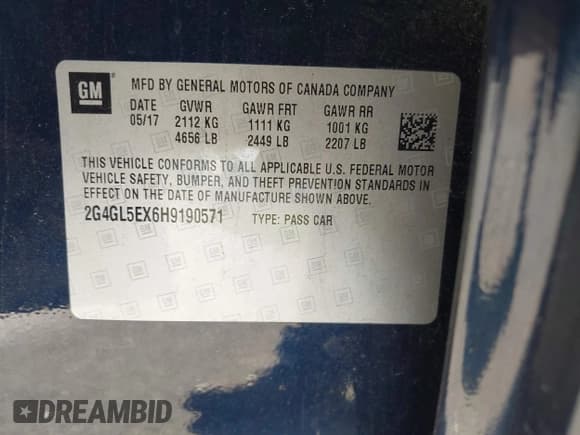 GM
MFD BY GENERAL MOTORS OF CANADA COMPANY
DATE GVWR GAWR FRT GAWR RR
05/17 2112 KG 1111 KG 1001 KG
4656 LB 2449 LB 2207 LB
THIS VEHICLE CONFORMS TO ALL APPLICABLE U.S. FEDERAL MOTOR
VEHICLE SAFETY, BUMPER, AND THEFT PREVENTION STANDARDS IN
EFFECT ON THE DATE OF MANUFACTURE SHOWN ABOVE.
2G4GL5EX6H9190571 TYPE: PASS CAR
DREAMBID